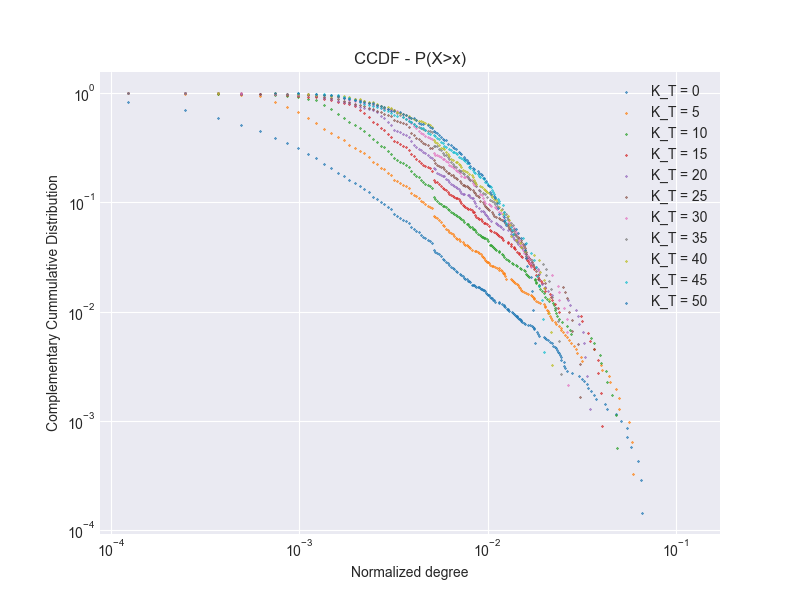 CCDF - P(X>x)
Complementary Cummulative Distribution
10⁰
10⁻¹
10⁻²
10⁻³
10⁻⁴
K_T = 0
K_T = 5
K_T = 10
K_T = 15
K_T = 20
K_T = 25
K_T = 30
K_T = 35
K_T = 40
K_T = 45
K_T = 50
10⁻⁴ 10⁻³ 10⁻² 10⁻¹
Normalized degree